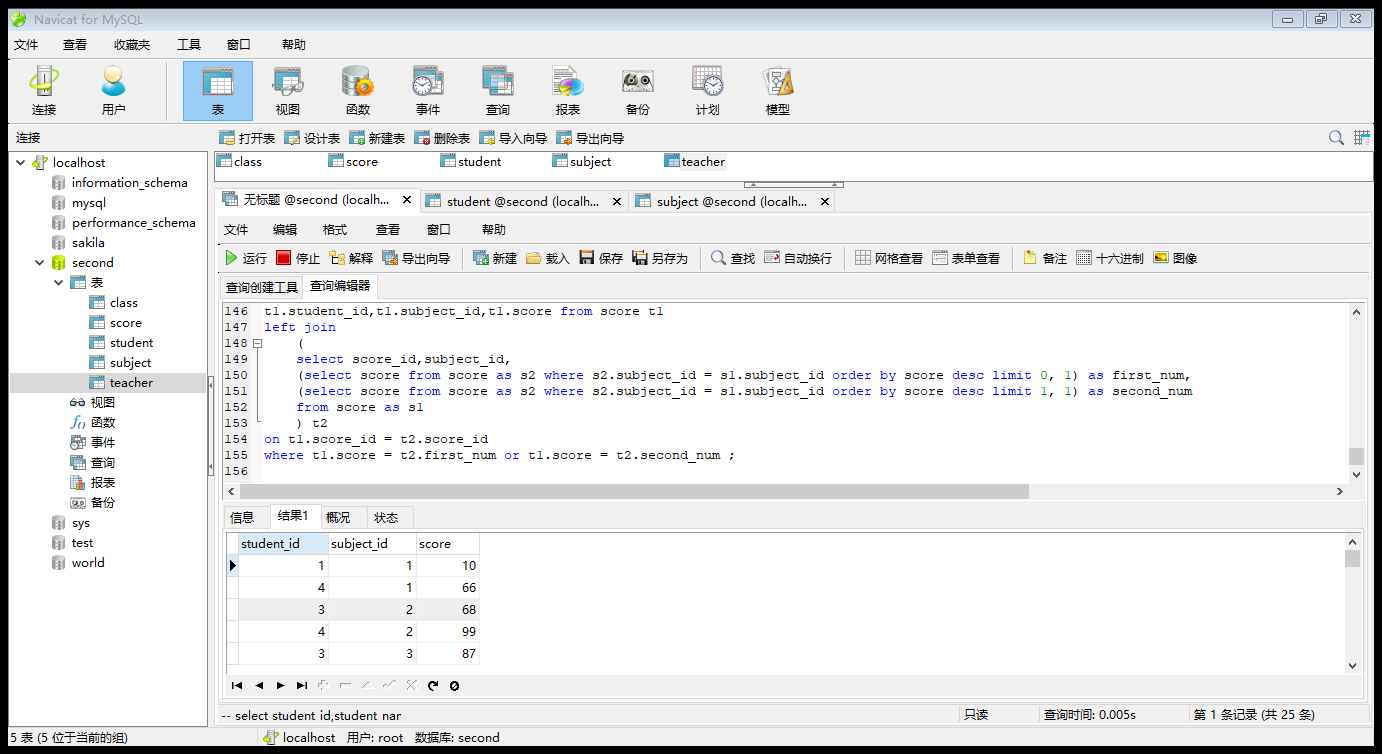 Navicat for MySQL
文件 查看 收藏夹 工具 窗口 帮助
连接 用户 表 视图 函数 事件 查询 报表 备份 计划 模型
连接 打开表 设计表 新建表 删除表 导入向导 导出向导
class score student subject teacher
localhost
information_schema
mysql
performance_schema
sakila
second
表
class
score
student
subject
teacher
视图
函数
事件
查询
报表
备份
sys
test
world
无标题 @second (localh... student @second (localh... subject @second (localh...
文件 编辑 格式 查看 窗口 帮助
运行 停止 解释 导出向导 新建 载入 保存 另存为 查找 自动换行 网格查看 表单查看 备注 十六进制 图像
查询创建工具 查询编辑器
146 t1.student_id,t1.subject_id,t1.score from score t1
147 left join
148 (
149 select score_id,subject_id,
150 (select score from score as s2 where s2.subject_id = s1.subject_id order by score desc limit 0, 1) as first_num,
151 (select score from score as s2 where s2.subject_id = s1.subject_id order by score desc limit 1, 1) as second_num
152 from score as s1
153 ) t2
154 on t1.score_id = t2.score_id
155 where t1.score = t2.first_num or t1.score = t2.second_num ;
156
信息 结果1 概况 状态
student_id subject_id score
1 1 10
4 1 66
3 2 68
4 2 99
3 3 87
-- select student id,student nar 只读 查询时间: 0.005s 第 1 条记录 (共 25 条)
5 表 (5 位于当前的组) localhost 用户: root 数据库: second